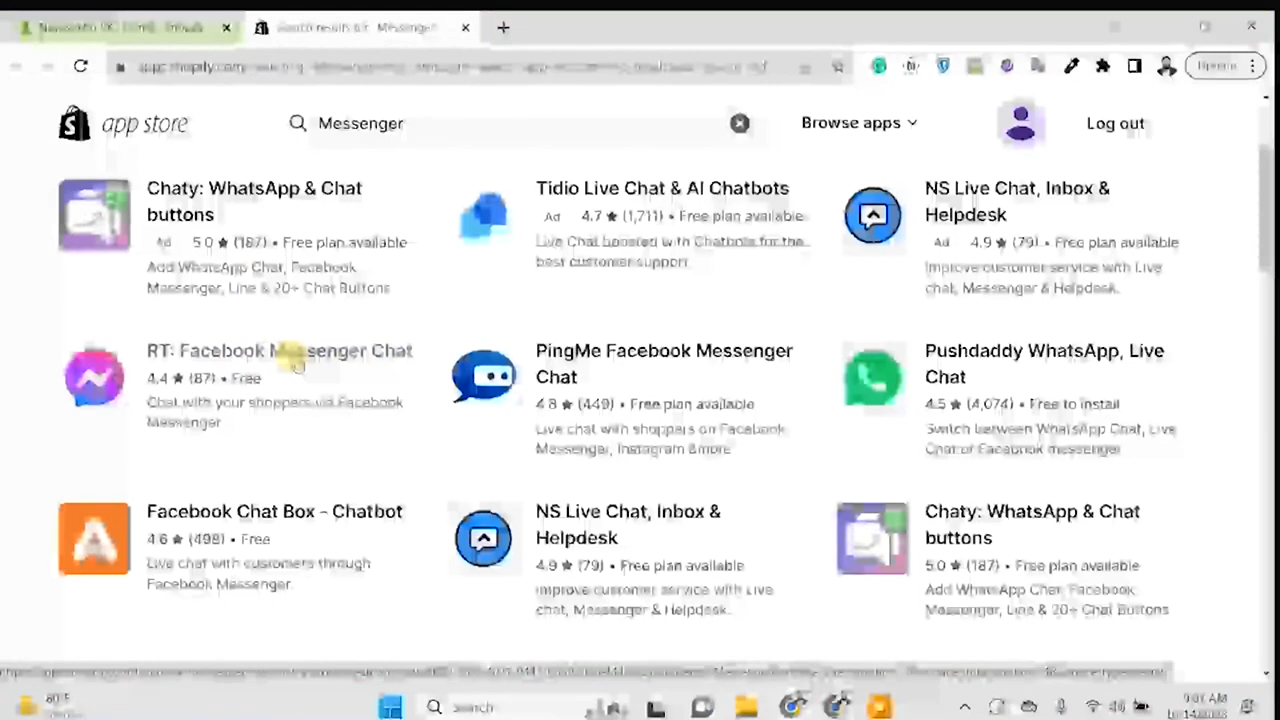 app store
Messenger
Browse apps
Log out
Chaty: WhatsApp & Chat
buttons
Ad 5.0 ★ (187) • Free plan available
Add WhatsApp Chat, Facebook
Messenger, Line & 20+ Chat Buttons
Tidio Live Chat & AI Chatbots
Ad 4.7 ★ (1,711) • Free plan available
Live Chat boosted with Chatbots for the
best customer support
NS Live Chat, Inbox &
Helpdesk
Ad 4.9 ★ (79) • Free plan available
Improve customer service with Live
chat, Messenger & Helpdesk.
RT: Facebook Messenger Chat
4.4 ★ (87) • Free
Chat with your shoppers via Facebook
Messenger
PingMe Facebook Messenger
Chat
4.8 ★ (449) • Free plan available
Live chat with shoppers on Facebook
Messenger, Instagram &more
Pushdaddy WhatsApp, Live
Chat
4.5 ★ (4,074) • Free to install
Switch between WhatsApp Chat, Live
Chat or Facebook messenger
Facebook Chat Box - Chatbot
4.6 ★ (498) • Free
Live chat with customers through
Facebook Messenger
NS Live Chat, Inbox &
Helpdesk
4.9 ★ (79) • Free plan available
Improve customer service with Live
chat, Messenger & Helpdesk.
Chaty: WhatsApp & Chat
buttons
5.0 ★ (187) • Free plan available
Add WhatsApp Chat, Facebook
Messenger, Line & 20+ Chat Buttons
Search